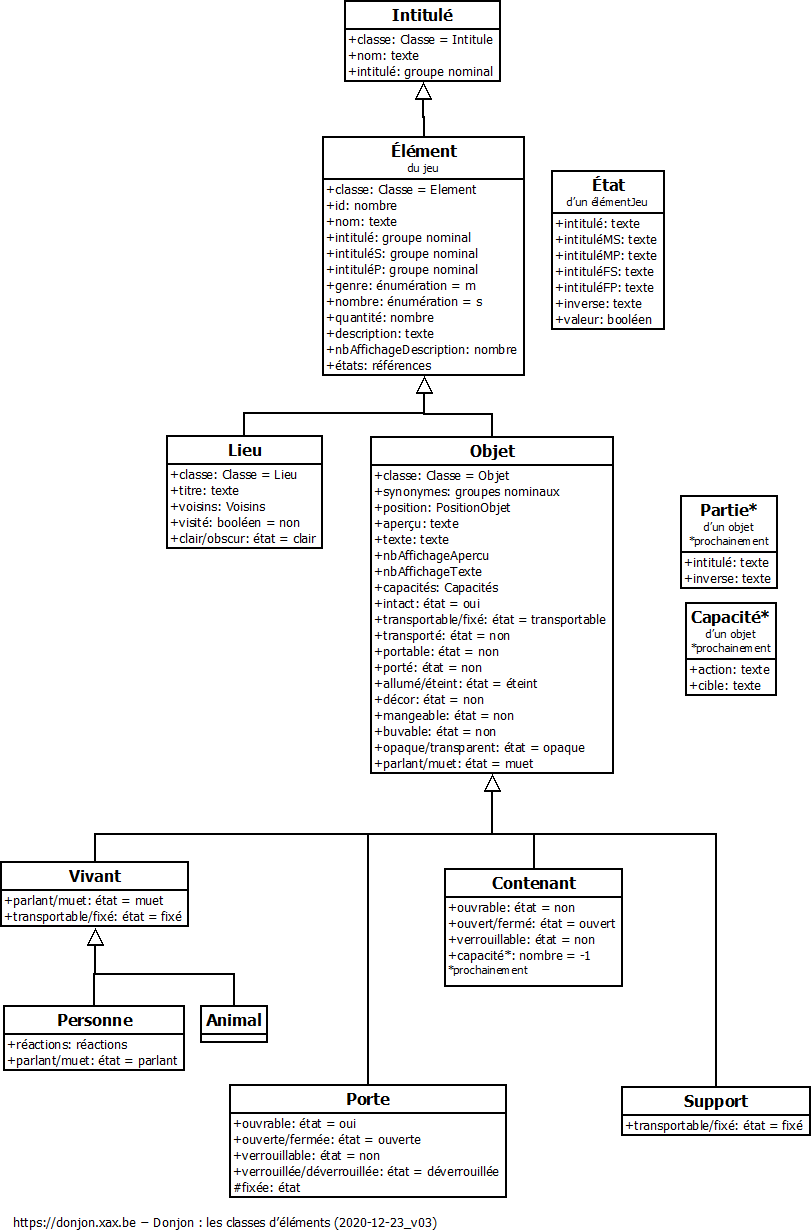 Intitulé
+classe: Classe = Intitule
+nom: texte
+intitulé: groupe nominal
Élément
du jeu
+classe: Classe = Element
+id: nombre
+nom: texte
+intitulé: groupe nominal
+intituléS: groupe nominal
+intituléP: groupe nominal
+genre: énumération = m
+nombre: énumération = s
+quantité: nombre
+description: texte
+nbAffichageDescription: nombre
+états: références
État
d'un élémentJeu
+intitulé: texte
+intituléMS: texte
+intituléMP: texte
+intituléFS: texte
+intituléFP: texte
+inverse: texte
+valeur: booléen
Lieu
+classe: Classe = Lieu
+titre: texte
+voisins: Voisins
+visité: booléen = non
+clair/obscur: état = clair
Objet
+classe: Classe = Objet
+synonymes: groupes nominaux
+position: PositionObjet
+aperçu: texte
+texte: texte
+nbAffichageApercu
+nbAffichageTexte
+capacités: Capacités
+intact: état = oui
+transportable/fixé: état = transportable
+transporté: état = non
+portable: état = non
+porté: état = non
+allumé/éteint: état = éteint
+décor: état = non
+mangeable: état = non
+buvable: état = non
+opaque/transparent: état = opaque
+parlant/muet: état = muet
Partie*
d'un objet
*prochainement
+intitulé: texte
+inverse: texte
Capacité*
d'un objet
*prochainement
+action: texte
+cible: texte
Vivant
+parlant/muet: état = muet
+transportable/fixé: état = fixé
Contenant
+ouvrable: état = non
+ouvert/fermé: état = ouvert
+verrouillable: état = non
+capacité*: nombre = -1
*prochainement
Personne
+réactions: réactions
+parlant/muet: état = parlant
Animal
Porte
+ouvrable: état = oui
+ouverte/fermée: état = ouverte
+verrouillable: état = non
+verrouillée/déverrouillée: état = déverrouillée
#fixée: état
Support
+transportable/fixé: état = fixé
https://donjon.xax.be − Donjon : les classes d'éléments (2020-12-23_v03)